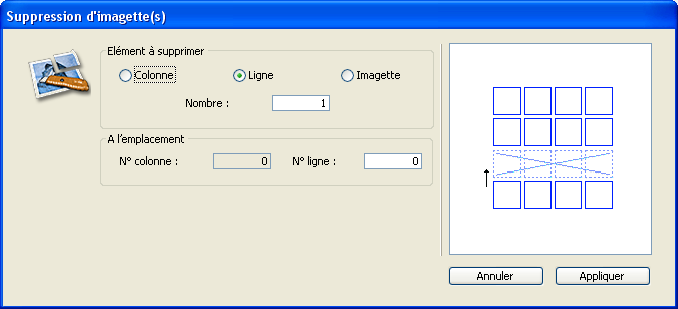 Suppression d'imagette(s)
Elément à supprimer
Colonne Ligne Imagette
Nombre : 1
A l'emplacement
N° colonne : 0 N° ligne : 0
Annuler Appliquer